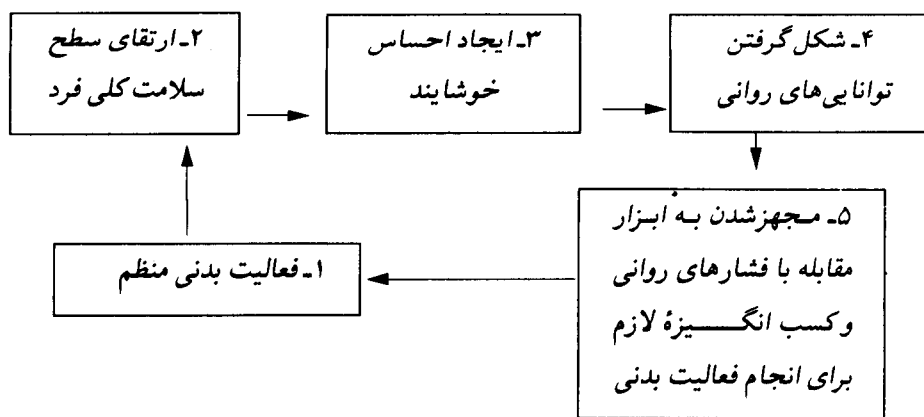 ۱ـ فعالیت بدنی منظم
۲ـ ارتقای سطح
سلامت کلی فرد
۳ـ ایجاد احساس
خوشایند
۴ـ شکل گرفتن
توانایی‌های روانی
۵ـ مجهزشدن به ابزار
مقابله با فشارهای روانی
و کسب انگیزهٔ لازم
برای انجام فعالیت بدنی